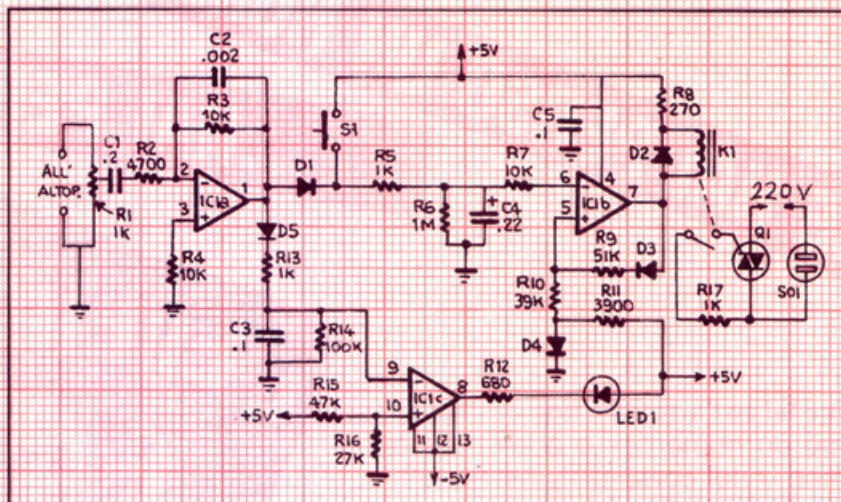 C2
.002
R3
10K
+5V
S1
R8
270
C5
.1
D2
K1
C1
.2
R2
4700
ALL'
ALTOP.
R1
1K
2
3
1
IC1a
D1
R5
1K
R7
10K
6
5
4
7
IC1b
R4
10K
D5
R13
1K
R6
1M
+
C4
.22
R9
51K
D3
220V
Q1
SO1
R10
39K
R11
3900
R17
1K
C3
.1
R14
100K
D4
9
10
8
IC1c
R12
680
LED1
+5V
R15
47K
+5V
R16
27K
11 12 13
-5V